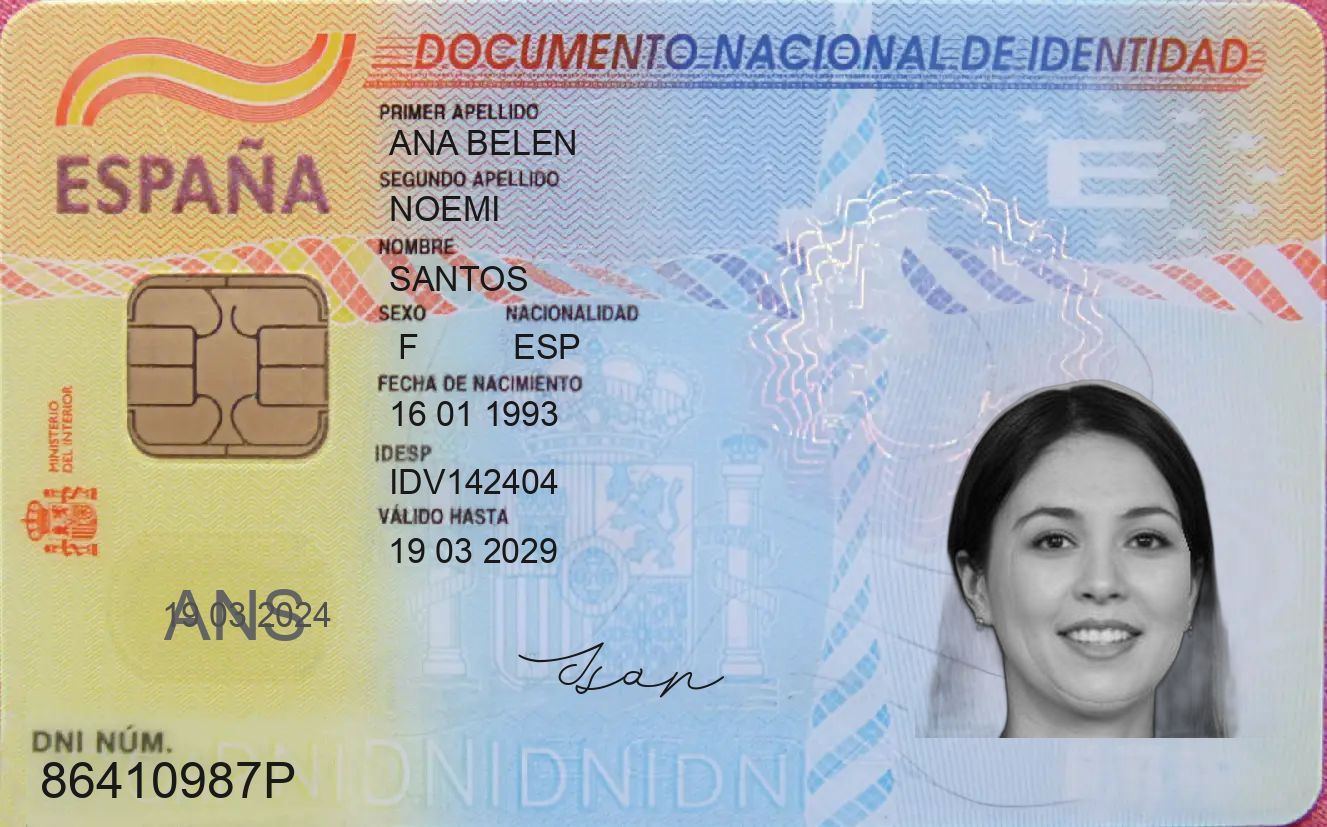 DOCUMENTO NACIONAL DE IDENTIDAD
ESPAÑA
PRIMER APELLIDO
ANA BELEN
SEGUNDO APELLIDO
NOEMI
NOMBRE
SANTOS
SEXO NACIONALIDAD
F ESP
FECHA DE NACIMIENTO
16 01 1993
IDESP
IDV142404
VÁLIDO HASTA
19 03 2029
MINISTERIO
DEL INTERIOR
E
ANS
19 03 2024
DNI NÚM.
86410987P
DNIDNIDNIDNI